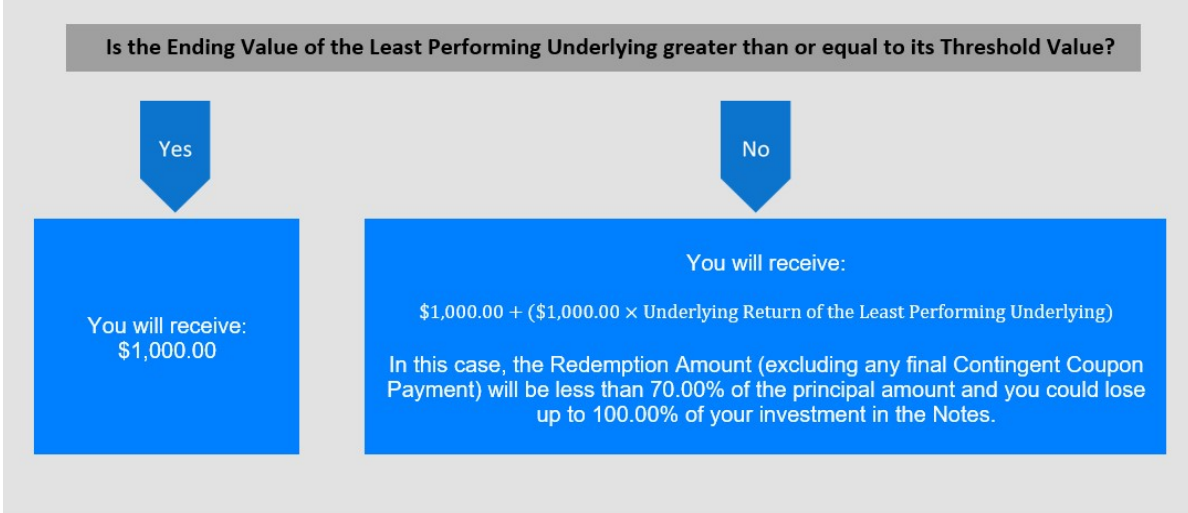 Is the Ending Value of the Least Performing Underlying greater than or equal to its Threshold Value?
Yes
No
You will receive:
$1,000.00
You will receive:
$1,000.00 + ($1,000.00 × Underlying Return of the Least Performing Underlying)
In this case, the Redemption Amount (excluding any final Contingent Coupon
Payment) will be less than 70.00% of the principal amount and you could lose
up to 100.00% of your investment in the Notes.